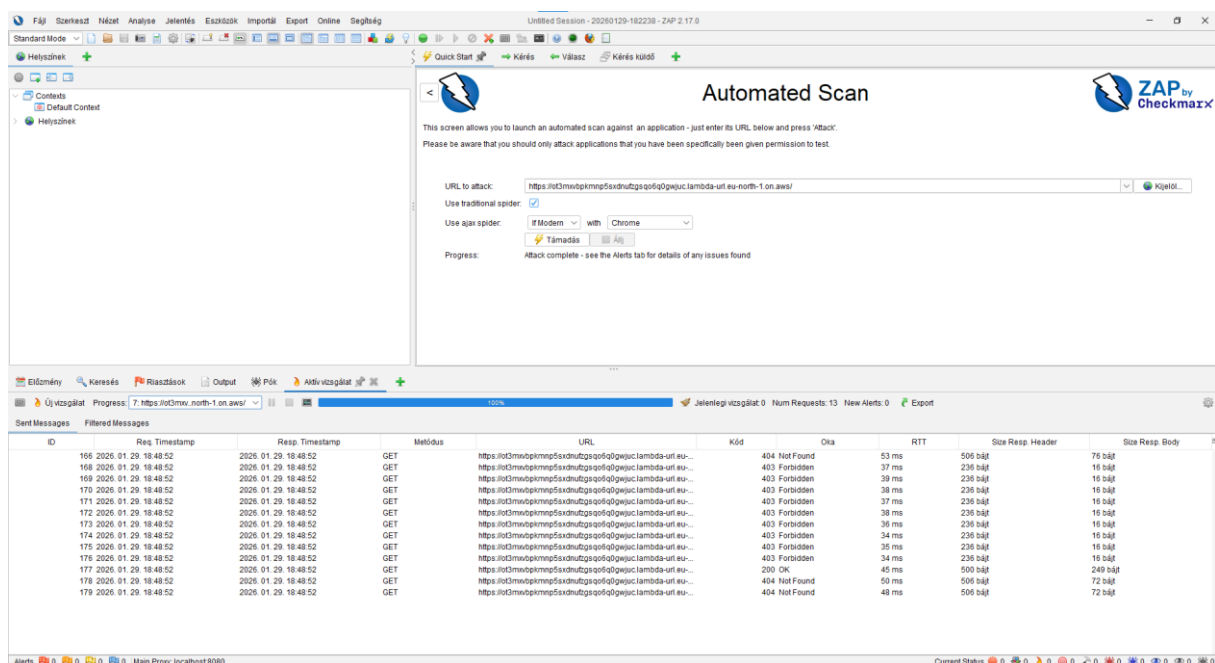 Fájl Szerkeszt Nézet Analyse Jelentés Eszközök Importál Export Online Segítség
Untitled Session - 20260129-182238 - ZAP 2.17.0
Standard Mode
Helyszínek
Quick Start Kérés Válasz Kérés küldő
Contexts
Default Context
Helyszínek
<
Automated Scan
ZAP by
Checkmarx
This screen allows you to launch an automated scan against an application - just enter its URL below and press 'Attack'.
Please be aware that you should only attack applications that you have been specifically been given permission to test.
URL to attack:
https://ot3mxvbpkmnp5sxdnufzgsqo6q0gwjuc.lambda-url.eu-north-1.on.aws/
Kijelöl...
Use traditional spider:
Use ajax spider: If Modern with Chrome
Támadás Állj
Progress: Attack complete - see the Alerts tab for details of any issues found
Előzmény Keresés Riasztások Output Pók Aktív vizsgálat
Új vizsgálat Progress: 7: https://ot3mxv..north-1.on.aws/ 100% Jelenlegi vizsgálat: 0 Num Requests: 13 New Alerts: 0 Export
Sent Messages Filtered Messages
ID Req. Timestamp Resp. Timestamp Metódus URL Kód Oka RTT Size Resp. Header Size Resp. Body
166 2026. 01. 29. 18:48:52 2026. 01. 29. 18:48:52 GET https://ot3mxvbpkmnp5sxdnufzgsqo6q0gwjuc.lambda-url.eu-... 404 Not Found 53 ms 506 bájt 76 bájt
168 2026. 01. 29. 18:48:52 2026. 01. 29. 18:48:52 GET https://ot3mxvbpkmnp5sxdnufzgsqo6q0gwjuc.lambda-url.eu-... 403 Forbidden 37 ms 236 bájt 16 bájt
169 2026. 01. 29. 18:48:52 2026. 01. 29. 18:48:52 GET https://ot3mxvbpkmnp5sxdnufzgsqo6q0gwjuc.lambda-url.eu-... 403 Forbidden 39 ms 236 bájt 16 bájt
170 2026. 01. 29. 18:48:52 2026. 01. 29. 18:48:52 GET https://ot3mxvbpkmnp5sxdnufzgsqo6q0gwjuc.lambda-url.eu-... 403 Forbidden 38 ms 236 bájt 16 bájt
171 2026. 01. 29. 18:48:52 2026. 01. 29. 18:48:52 GET https://ot3mxvbpkmnp5sxdnufzgsqo6q0gwjuc.lambda-url.eu-... 403 Forbidden 37 ms 236 bájt 16 bájt
172 2026. 01. 29. 18:48:52 2026. 01. 29. 18:48:52 GET https://ot3mxvbpkmnp5sxdnufzgsqo6q0gwjuc.lambda-url.eu-... 403 Forbidden 38 ms 236 bájt 16 bájt
173 2026. 01. 29. 18:48:52 2026. 01. 29. 18:48:52 GET https://ot3mxvbpkmnp5sxdnufzgsqo6q0gwjuc.lambda-url.eu-... 403 Forbidden 36 ms 236 bájt 16 bájt
174 2026. 01. 29. 18:48:52 2026. 01. 29. 18:48:52 GET https://ot3mxvbpkmnp5sxdnufzgsqo6q0gwjuc.lambda-url.eu-... 403 Forbidden 34 ms 236 bájt 16 bájt
175 2026. 01. 29. 18:48:52 2026. 01. 29. 18:48:52 GET https://ot3mxvbpkmnp5sxdnufzgsqo6q0gwjuc.lambda-url.eu-... 403 Forbidden 35 ms 236 bájt 16 bájt
176 2026. 01. 29. 18:48:52 2026. 01. 29. 18:48:52 GET https://ot3mxvbpkmnp5sxdnufzgsqo6q0gwjuc.lambda-url.eu-... 403 Forbidden 34 ms 236 bájt 16 bájt
177 2026. 01. 29. 18:48:52 2026. 01. 29. 18:48:52 GET https://ot3mxvbpkmnp5sxdnufzgsqo6q0gwjuc.lambda-url.eu-... 200 OK 45 ms 500 bájt 249 bájt
178 2026. 01. 29. 18:48:52 2026. 01. 29. 18:48:52 GET https://ot3mxvbpkmnp5sxdnufzgsqo6q0gwjuc.lambda-url.eu-... 404 Not Found 50 ms 506 bájt 72 bájt
179 2026. 01. 29. 18:48:52 2026. 01. 29. 18:48:52 GET https://ot3mxvbpkmnp5sxdnufzgsqo6q0gwjuc.lambda-url.eu-... 404 Not Found 48 ms 506 bájt 72 bájt
Alerts 0 0 0 0 Main Proxy: localhost:8080 Current Status 0 0 0 0 0 0 0 0 0 0